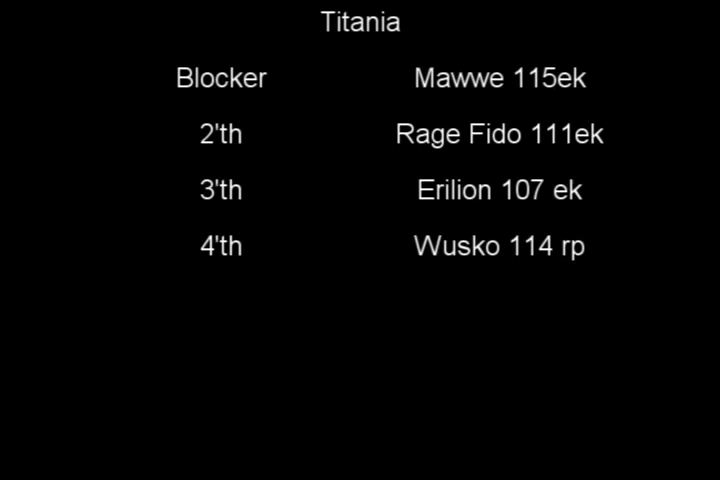 Titania
Blocker Mawwe 115ek
2'th Rage Fido 111ek
3'th Erilion 107 ek
4'th Wusko 114 rp